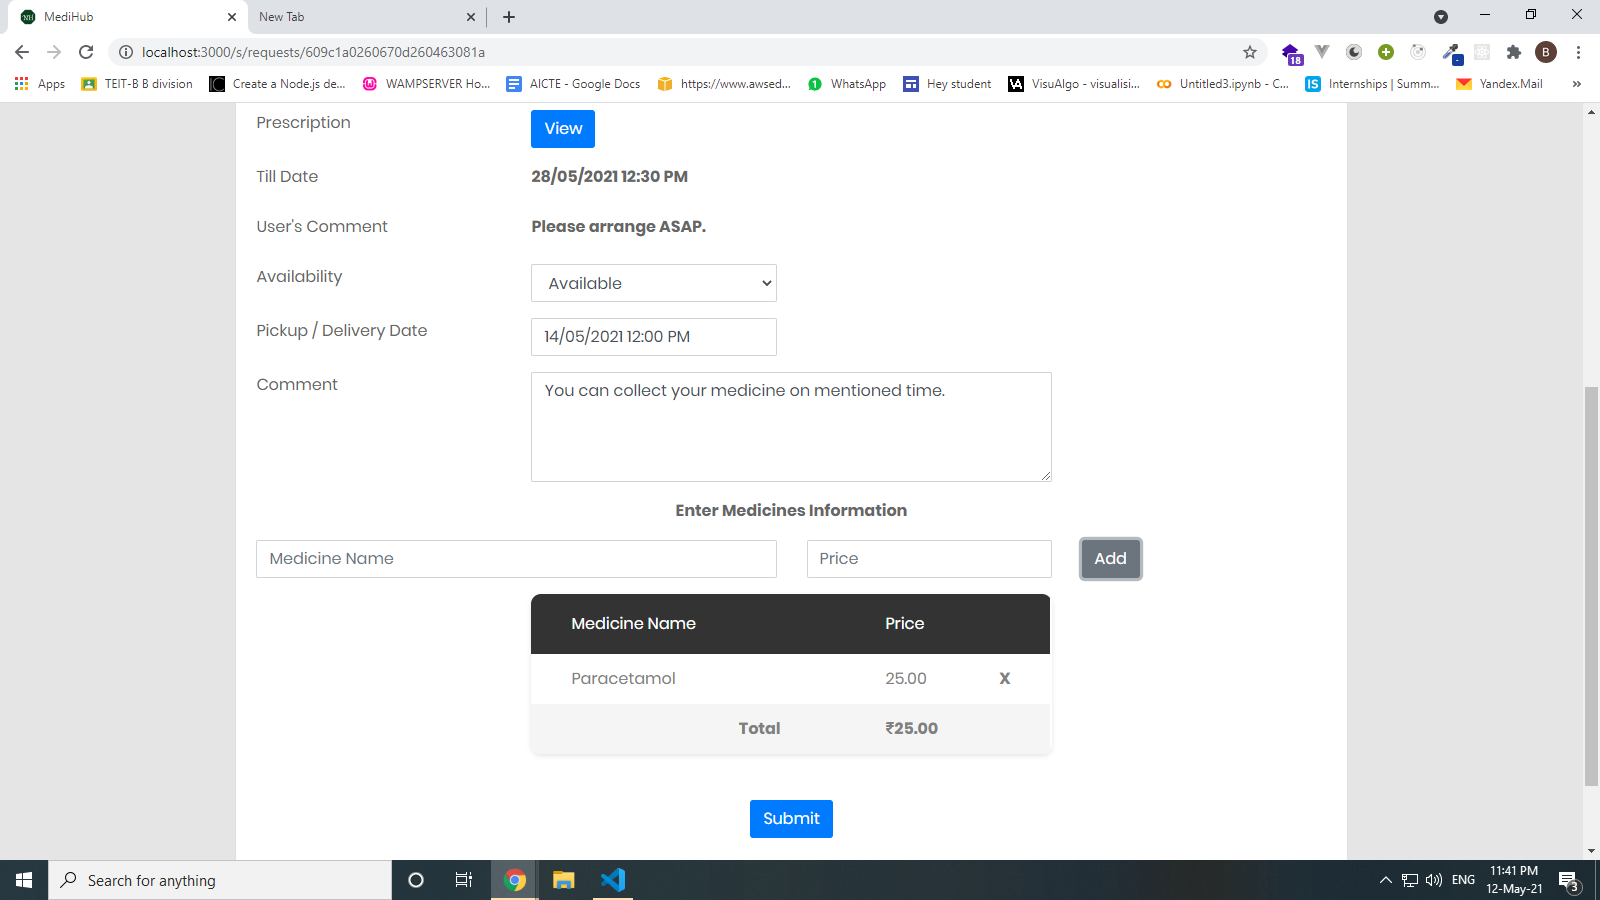 MediHub
New Tab
localhost:3000/s/requests/609c1a0260670d260463081a
18
B
Apps
TEIT-B B division
Create a Node.js de...
WAMPSERVER Ho...
AICTE - Google Docs
https://www.awsed...
1
WhatsApp
Hey student
VisuAlgo - visualisi...
Untitled3.ipynb - C...
IS
Internships | Summ...
Yandex.Mail
»
Prescription
View
Till Date
28/05/2021 12:30 PM
User's Comment
Please arrange ASAP.
Availability
Available
Pickup / Delivery Date
14/05/2021 12:00 PM
Comment
You can collect your medicine on mentioned time.
Enter Medicines Information
Medicine Name
Price
Add
Medicine Name
Price
Paracetamol
25.00
X
Total
₹25.00
Submit
Search for anything
ENG
11:41 PM
12-May-21
3